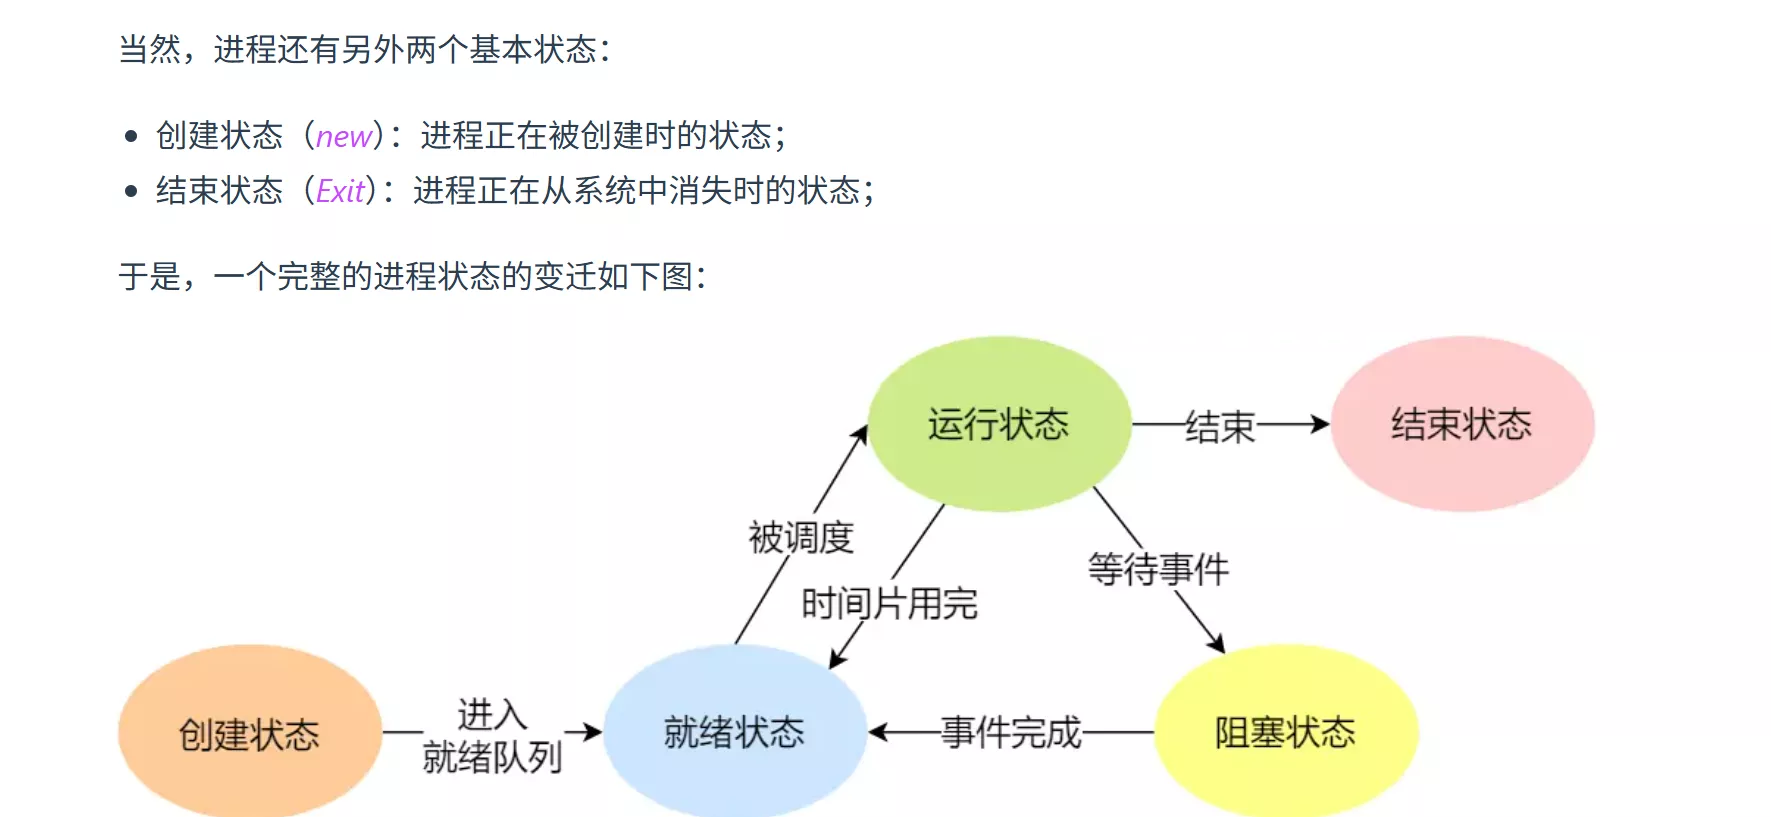 当然，进程还有另外两个基本状态：
创建状态（new）：进程正在被创建时的状态；
结束状态（Exit）：进程正在从系统中消失时的状态；
于是，一个完整的进程状态的变迁如下图：
运行状态
结束
结束状态
被调度
等待事件
时间片用完
创建状态
进入
就绪队列
就绪状态
事件完成
阻塞状态